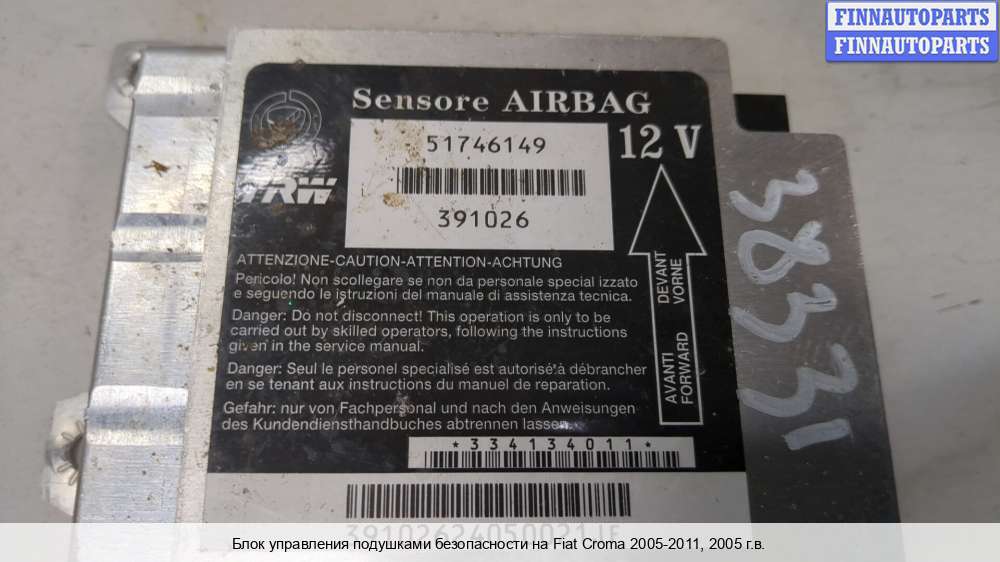 FINNAUTOPARTS
FINNAUTOPARTS
Sensore AIRBAG
12 V
51746149
TRW
391026
ATTENZIONE-CAUTION-ATTENTION-ACHTUNG
Pericolo! Non scollegare se non da personale special izzato
e seguendo le istruzioni del manuale di assistenza tecnica.
Danger: Do not disconnect! This operation is only to be
carried out by skilled operators, following the instructions
given in the service manual.
Danger: Seul le personel specialisé est autorisé à débrancher
en se tenant aux instructions du manuel de reparation.
Gefahr: nur von Fachpersonal und nach den Anweisungen
des Kundendiensthandbuches abtrennen lassen.
DEVANT
VORNE
AVANTI
FORWARD
*334134011*
38331
Блок управления подушками безопасности на Fiat Croma 2005-2011, 2005 г.в.